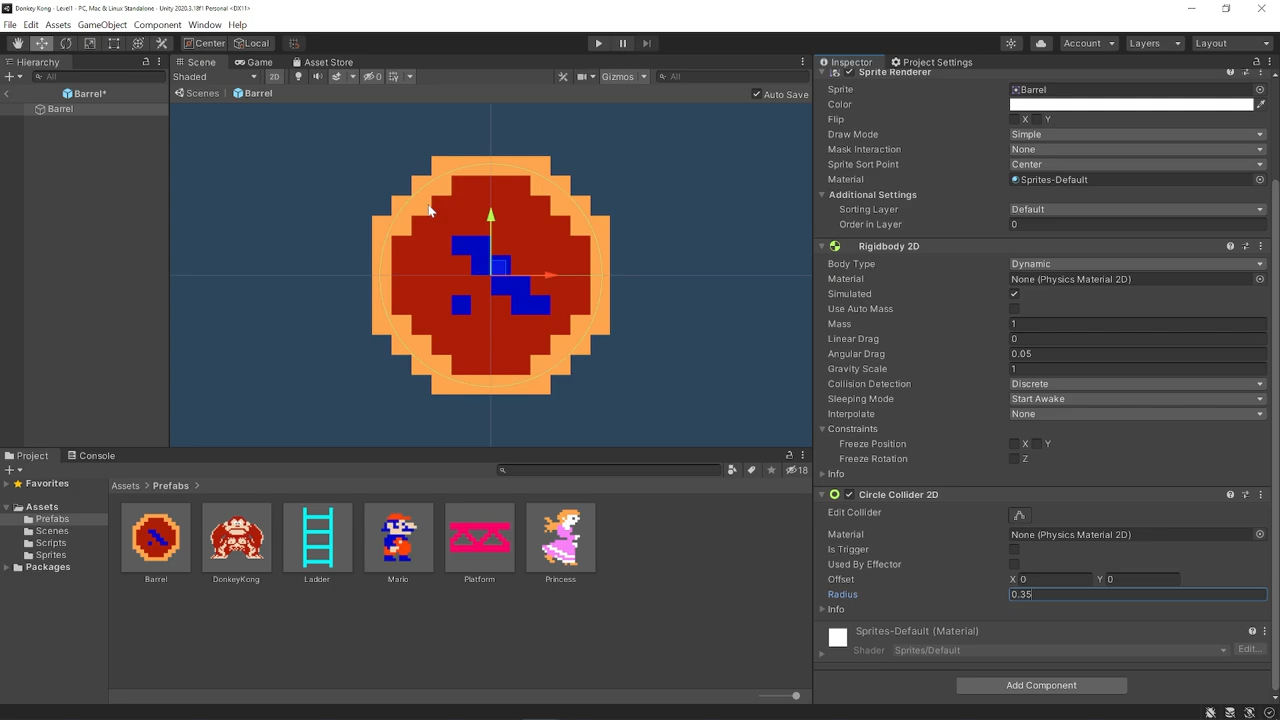 Donkey Kong - Level1 - PC, Mac & Linux Standalone - Unity 2020.3.18f1 Personal <DX11>
File Edit Assets GameObject Component Window Help
Center Local Account Layers Layout
Hierarchy Scene Game Asset Store Inspector Project Settings
All Shaded 2D 0 Gizmos All Sprite Renderer
Barrel* Scenes Barrel Auto Save
Barrel
Sprite Barrel
Color
Flip X Y
Draw Mode Simple
Mask Interaction None
Sprite Sort Point Center
Material Sprites-Default
Additional Settings
Sorting Layer Default
Order in Layer 0
Rigidbody 2D
Body Type Dynamic
Material None (Physics Material 2D)
Simulated
Use Auto Mass
Mass 1
Linear Drag 0
Angular Drag 0.05
Gravity Scale 1
Collision Detection Discrete
Sleeping Mode Start Awake
Interpolate None
Constraints
Freeze Position X Y
Freeze Rotation Z
Info
Circle Collider 2D
Edit Collider
Material None (Physics Material 2D)
Is Trigger
Used By Effector
Offset X 0 Y 0
Radius 0.35
Info
Sprites-Default (Material)
Shader Sprites/Default Edit...
Add Component
Project Console
18
Favorites
Assets
Prefabs
Scenes
Scripts
Sprites
Packages
Assets > Prefabs >
Barrel DonkeyKong Ladder Mario Platform Princess